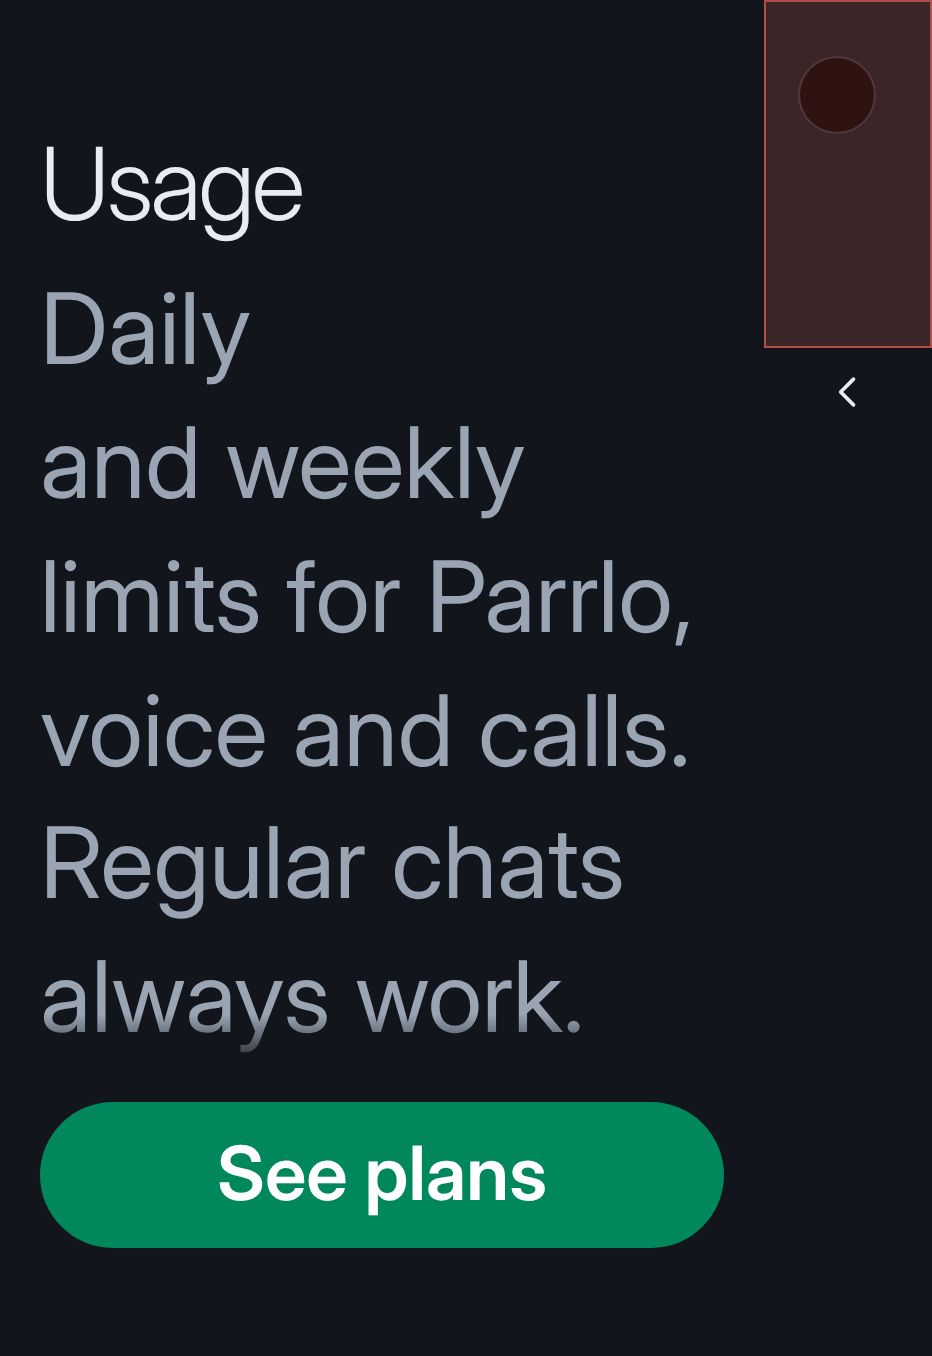 Usage
Daily
and weekly
limits for Parrlo,
voice and calls.
Regular chats
always work.
See plans